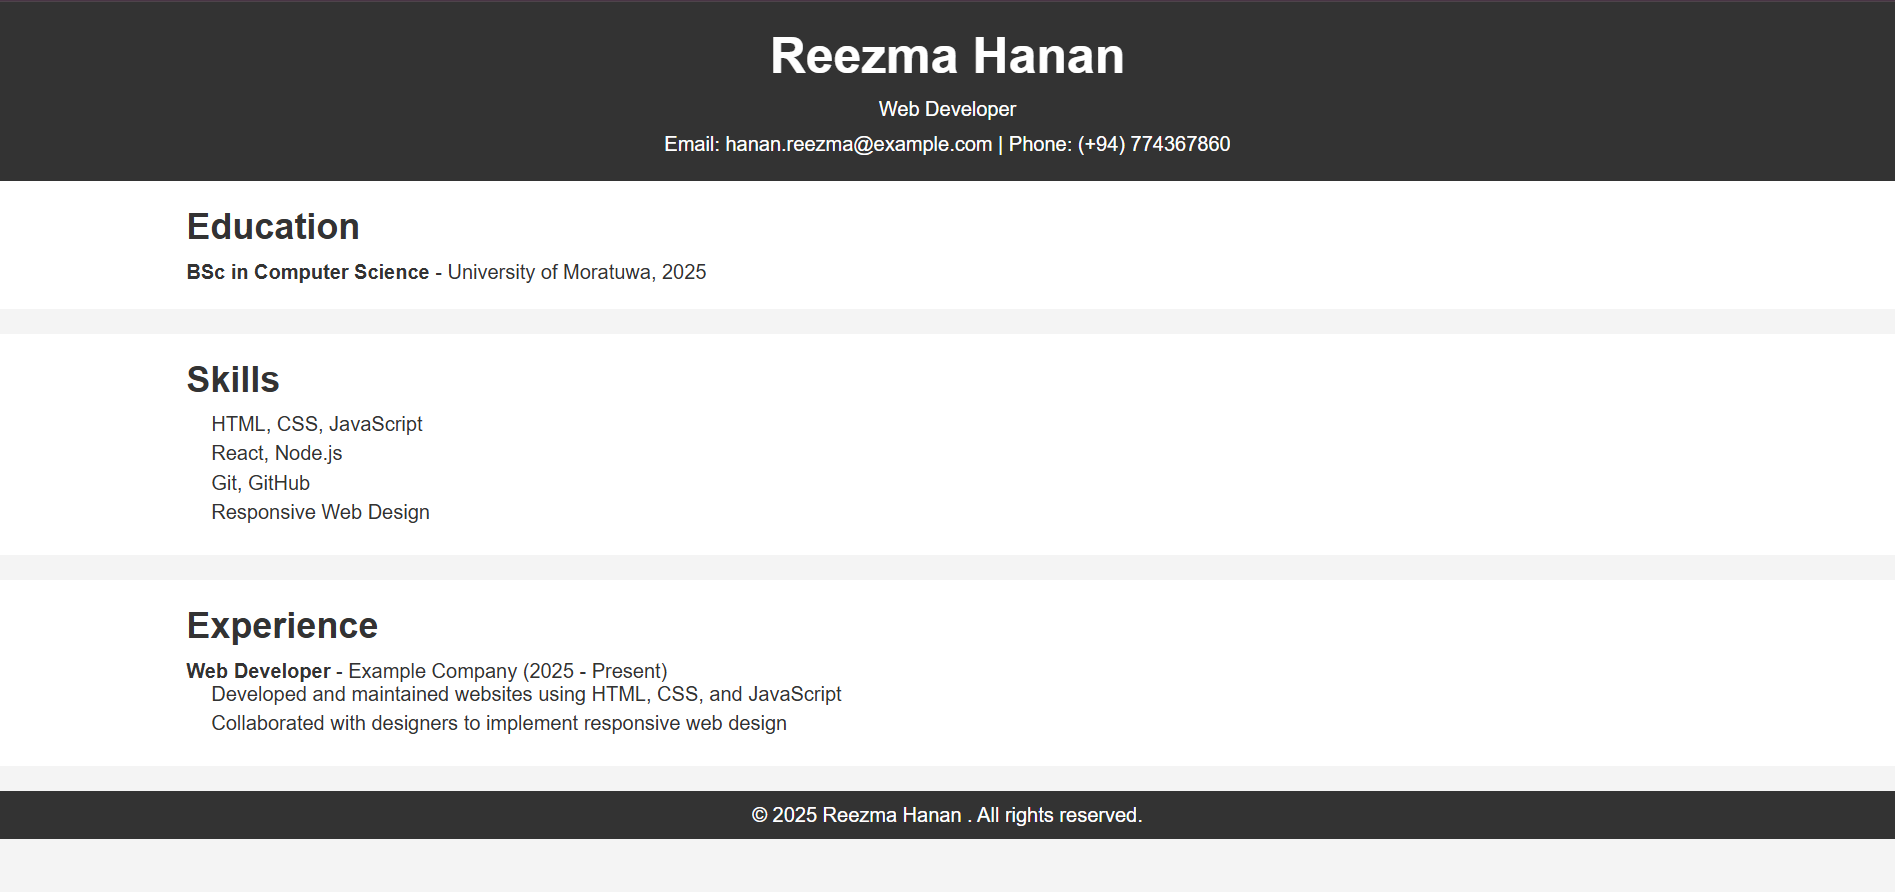 Reezma Hanan
Web Developer
Email: hanan.reezma@example.com | Phone: (+94) 774367860
Education
BSc in Computer Science - University of Moratuwa, 2025
Skills
HTML, CSS, JavaScript
React, Node.js
Git, GitHub
Responsive Web Design
Experience
Web Developer - Example Company (2025 - Present)
Developed and maintained websites using HTML, CSS, and JavaScript
Collaborated with designers to implement responsive web design
© 2025 Reezma Hanan . All rights reserved.